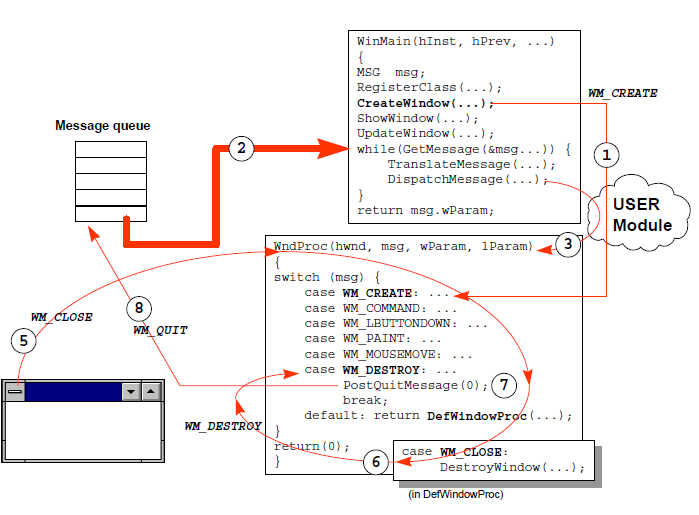 WinMain(hInst, hPrev, ...)
{
MSG  msg;
RegisterClass(...);
CreateWindow(...);
ShowWindow(...);
UpdateWindow(...);
while(GetMessage(&msg...)) {
    TranslateMessage(...);
    DispatchMessage(...);
}
return msg.wParam;
WM_CREATE
Message queue
2
1
USER
Module
WndProc(hwnd, msg, wParam, lParam)
3
{
switch (msg) {
    case WM_CREATE: ...
    case WM_COMMAND: ...
    case WM_LBUTTONDOWN: ...
    case WM_PAINT: ...
    case WM_MOUSEMOVE: ...
    case WM_DESTROY: ...
        PostQuitMessage(0);
        break;
    default: return DefWindowProc(...);
}
return(0);
}
8
WM_CLOSE
WM_QUIT
5
7
WM_DESTROY
6
case WM_CLOSE:
    DestroyWindow(...);
(in DefWindowProc)